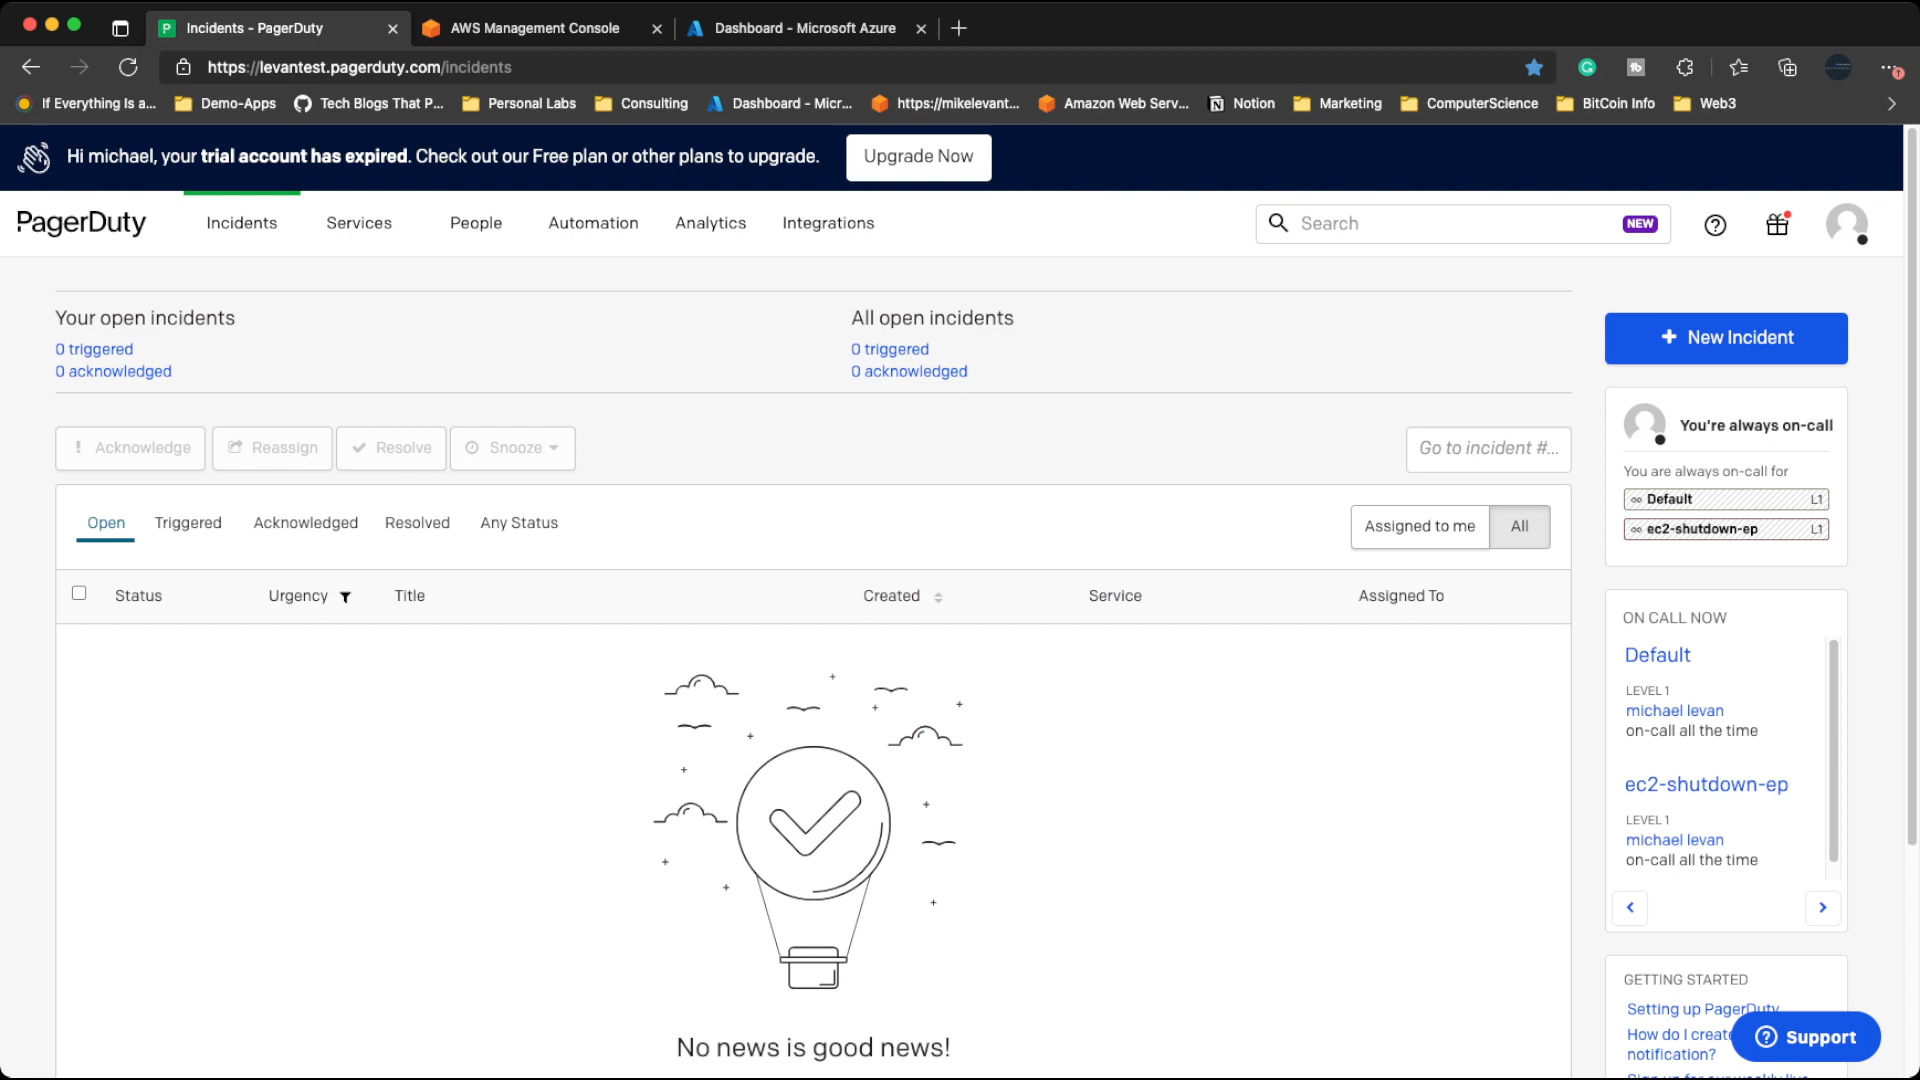 Incidents - PagerDuty
AWS Management Console
Dashboard - Microsoft Azure
https://levantest.pagerduty.com/incidents
If Everything Is a...
Demo-Apps
Tech Blogs That P...
Personal Labs
Consulting
Dashboard - Micr...
https://mikelevant...
Amazon Web Serv...
Notion
Marketing
ComputerScience
BitCoin Info
Web3
Hi michael, your trial account has expired. Check out our Free plan or other plans to upgrade.
Upgrade Now
PagerDuty
Incidents
Services
People
Automation
Analytics
Integrations
Search
NEW
Your open incidents
0 triggered
0 acknowledged
All open incidents
0 triggered
0 acknowledged
+ New Incident
Acknowledge
Reassign
Resolve
Snooze
Go to incident #...
You're always on-call
You are always on-call for
Default L1
ec2-shutdown-ep L1
Open
Triggered
Acknowledged
Resolved
Any Status
Assigned to me
All
Status
Urgency
Title
Created
Service
Assigned To
ON CALL NOW
Default
LEVEL 1
michael levan
on-call all the time
ec2-shutdown-ep
LEVEL 1
michael levan
on-call all the time
No news is good news!
GETTING STARTED
Setting up PagerDuty
How do I create
notification?
Support